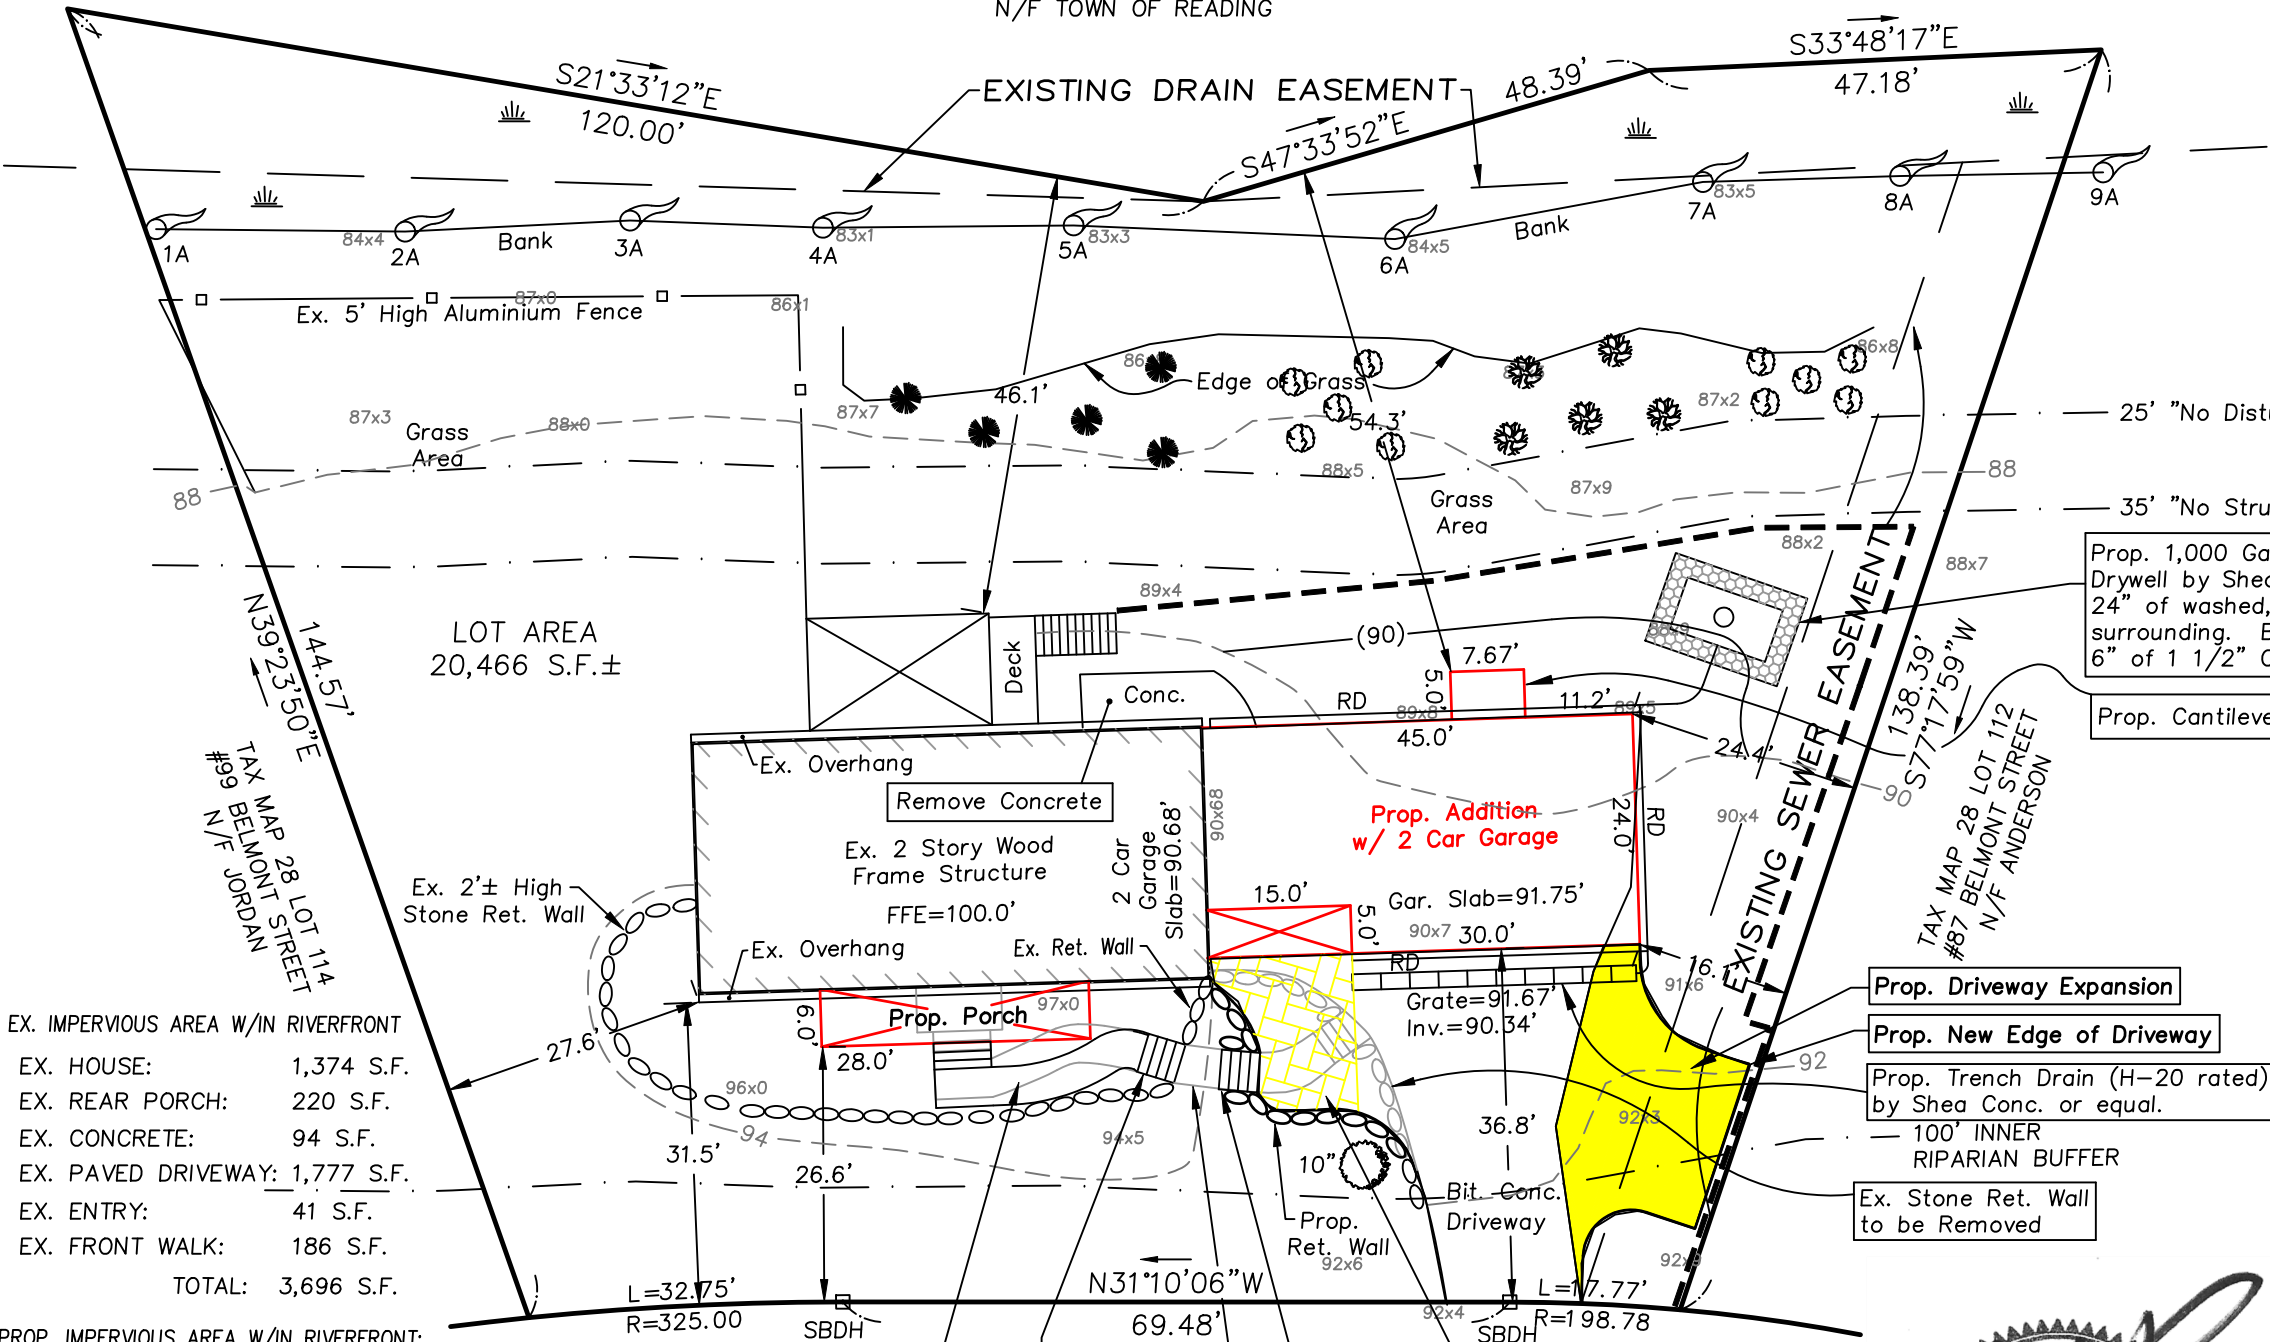 N/F TOWN OF READING
S21°33'12"E
120.00'
EXISTING DRAIN EASEMENT
S47°33'52"E
48.39'
S33°48'17"E
47.18'
1A
84x4
2A
Bank
3A
4A
83x1
5A
83x3
6A
84x5
Bank
7A
83x5
8A
9A
87x0
Ex. 5' High Aluminium Fence
86x1
46.1'
Edge of Grass
54.3'
86x8
87x3
Grass
Area
88x0
87x7
88x5
87x9
87x2
25' "No Distu
88
88
Grass
Area
35' "No Stru
88x2
88x7
89x4
N39°23'50"E
144.57'
LOT AREA
20,466 S.F.±
Deck
Conc.
(90)
7.67'
5.0'
11.2'
RD
89x8
89x5
45.0'
24.4'
Prop. 1,000 Ga
Drywell by Shea
24" of washed,
surrounding. E
6" of 1 1/2" C
Prop. Cantileve
EXISTING SEWER EASEMENT
138.39'
S77°17'59"W
TAX MAP 28 LOT 112
#87 BELMONT STREET
N/F ANDERSON
TAX MAP 28 LOT 114
#99 BELMONT STREET
N/F JORDAN
Ex. Overhang
Remove Concrete
Ex. 2 Story Wood
Frame Structure
FFE=100.0'
2 Car
Garage
Slab=90.68'
90x68
Prop. Addition
w/ 2 Car Garage
24.0'
RD
90x4
90
Ex. 2'± High
Stone Ret. Wall
Ex. Overhang
Ex. Ret. Wall
15.0'
5.0'
Gar. Slab=91.75'
90x7
30.0'
RD
16.1'
91x6
Grate=91.67'
Inv.=90.34'
Prop. Driveway Expansion
Prop. New Edge of Driveway
92
Prop. Trench Drain (H-20 rated)
by Shea Conc. or equal.
100' INNER
RIPARIAN BUFFER
Ex. Stone Ret. Wall
to be Removed
27.6'
6.0'
Prop. Porch
97x0
28.0'
96x0
94
94x5
31.5'
26.6'
10"
36.8'
92x3
Bit. Conc.
Driveway
Prop.
Ret. Wall
92x6
92x4
EX. IMPERVIOUS AREA W/IN RIVERFRONT
EX. HOUSE: 1,374 S.F.
EX. REAR PORCH: 220 S.F.
EX. CONCRETE: 94 S.F.
EX. PAVED DRIVEWAY: 1,777 S.F.
EX. ENTRY: 41 S.F.
EX. FRONT WALK: 186 S.F.
TOTAL: 3,696 S.F.
PROP. IMPERVIOUS AREA W/IN RIVERFRONT:
L=32.75'
R=325.00
SBDH
N31°10'06"W
69.48'
SBDH
L=17.77'
R=198.78